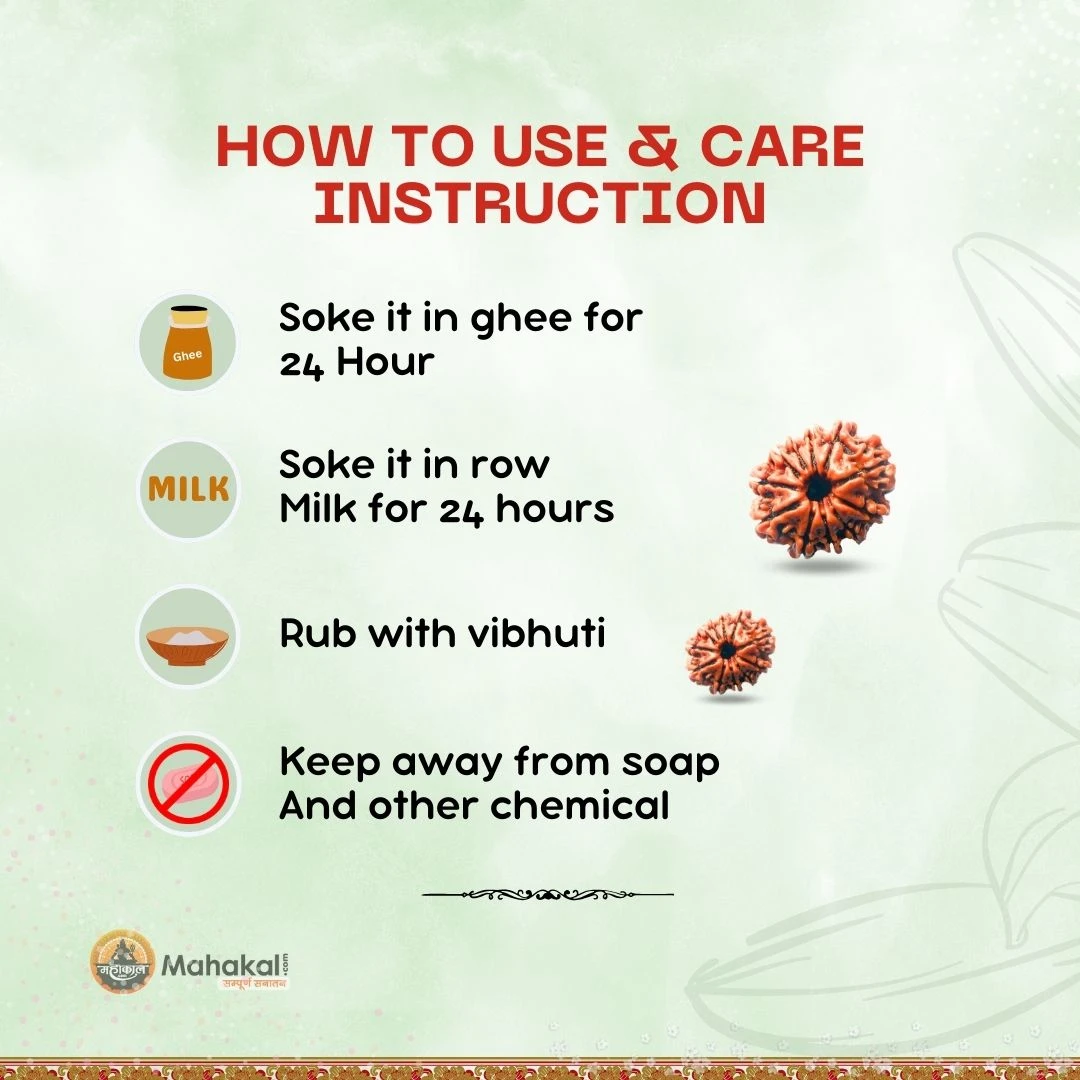 HOW TO USE & CARE
INSTRUCTION
Ghee
Soke it in ghee for
24 Hour
MILK
Soke it in row
Milk for 24 hours
Rub with vibhuti
Keep away from soap
And other chemical
महाकाल
Mahakal.com
सम्पूर्ण सनातन